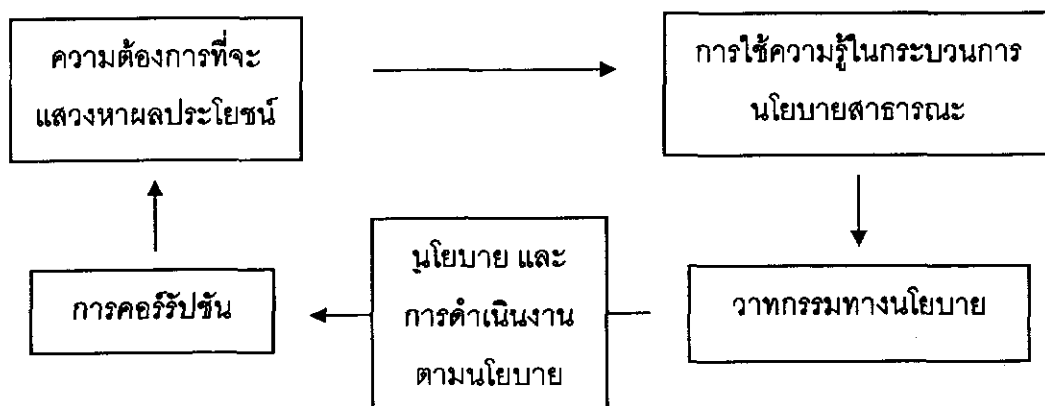 ความต้องการที่จะ
แสวงหาผลประโยชน์
การใช้ความรู้ในกระบวนการ
นโยบายสาธารณะ
วาทกรรมทางนโยบาย
นโยบาย และ
การดำเนินงาน
ตามนโยบาย
การคอร์รัปชัน